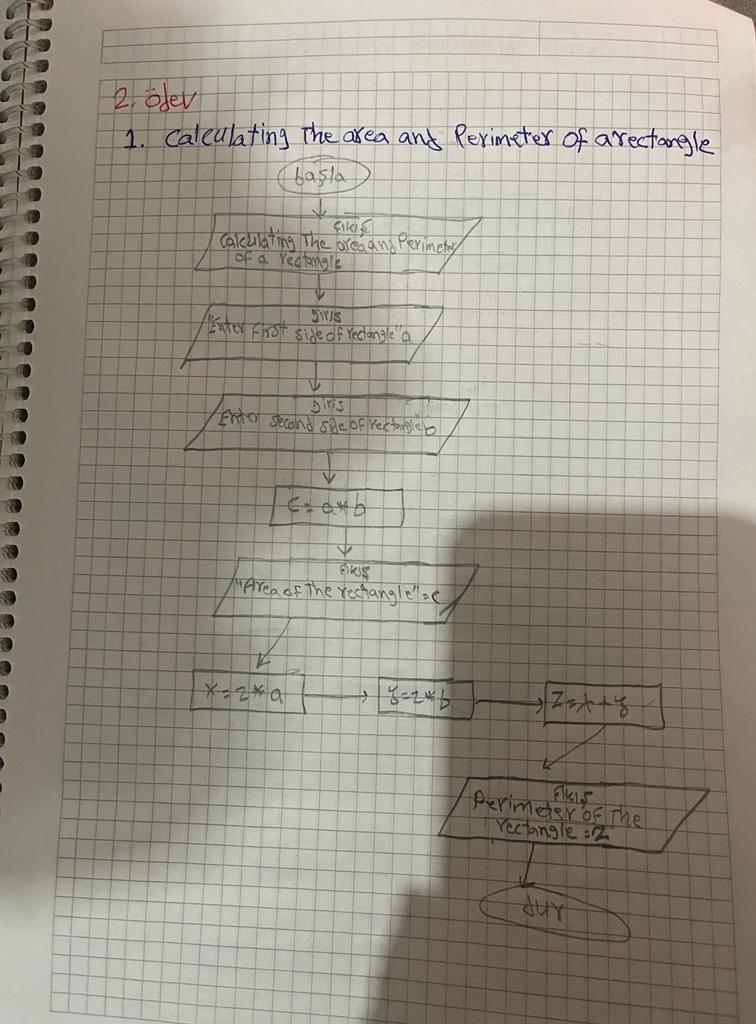 2. ödev
1. Calculating The area and Perimeter of a rectangle
başla
Çıkış
Calculating The area and Perimeter
of a rectangle
Giriş
"Enter First side of rectangle" a
Giriş
"Enter second side of rectangle" b
c = a * b
Çıkış
"Area of The rectangle" = c
x = 2 * a
y = 2 * b
z = x + y
Çıkış
Perimeter of The
rectangle = z
dur